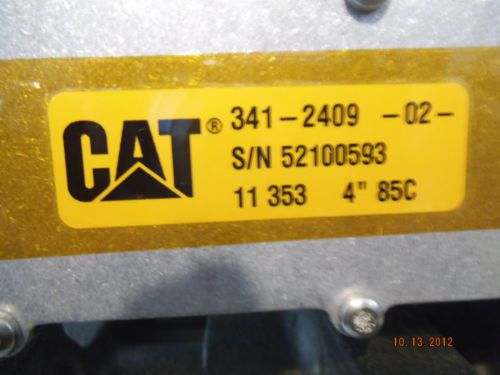 CAT® 341-2409 -02-
S/N 52100593
11 353 4" 85C
10.13.2012